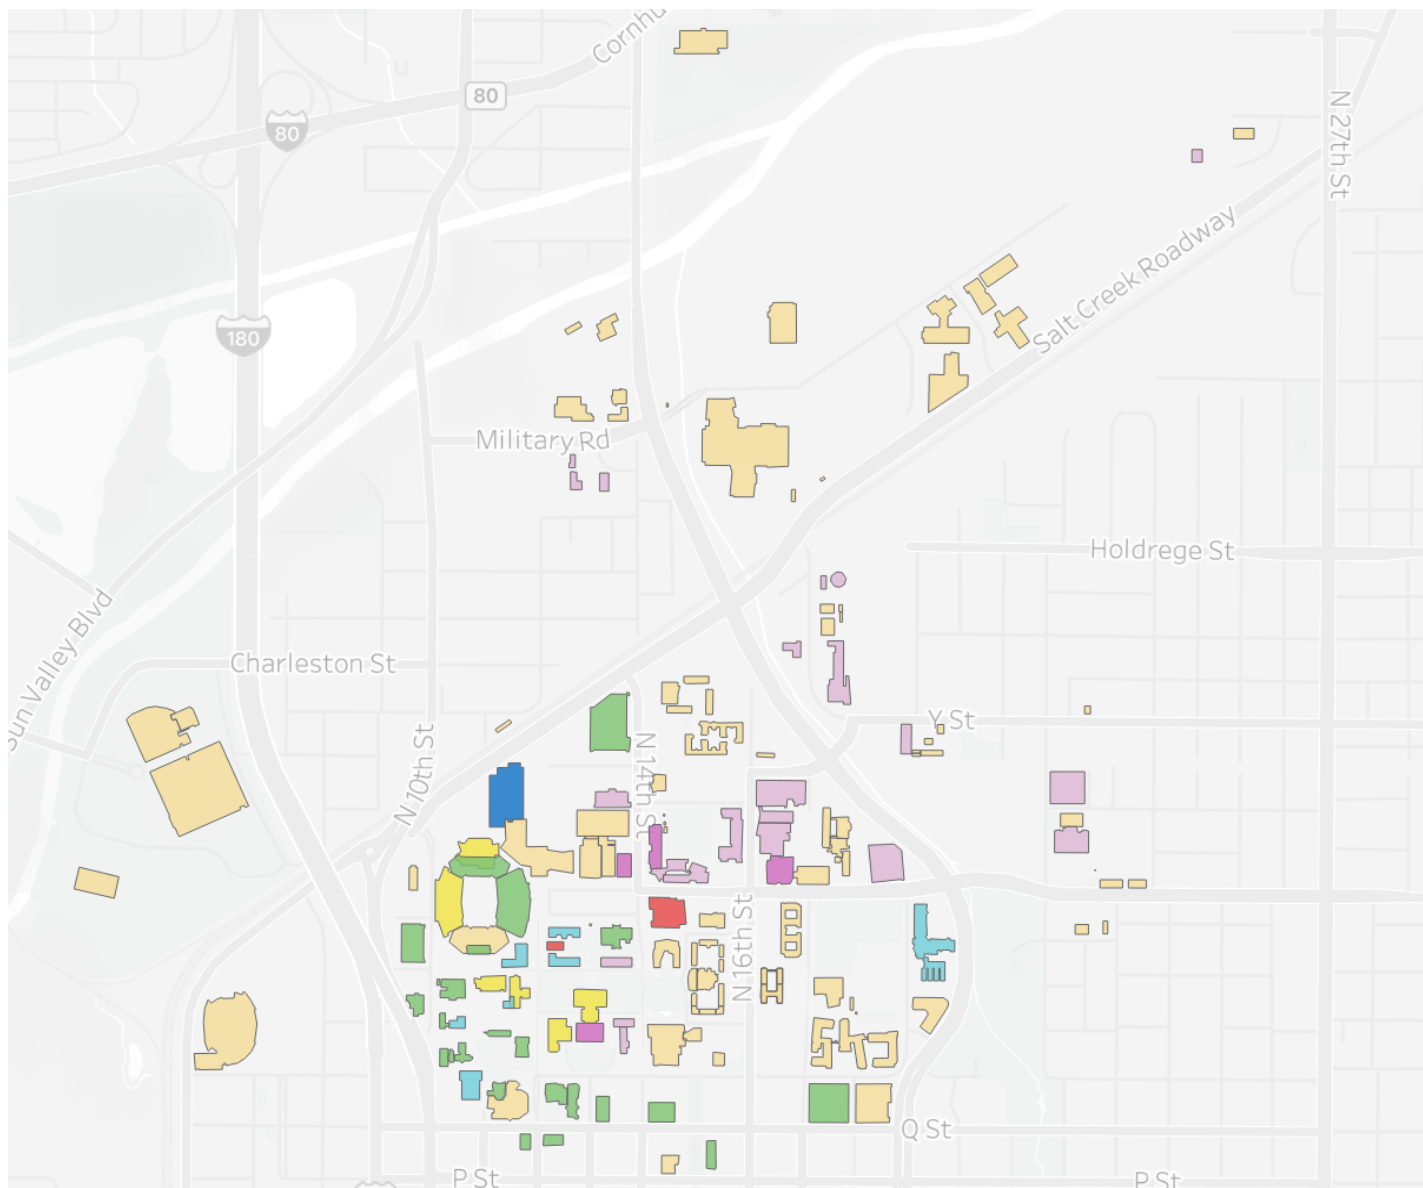 Cornhu
80
80
N 27th St
Salt Creek Roadway
180
Military Rd
Holdrege St
Sun Valley Blvd
Charleston St
Y St
N 10th St
N 14th St
N 16th St
Q St
P St
P St